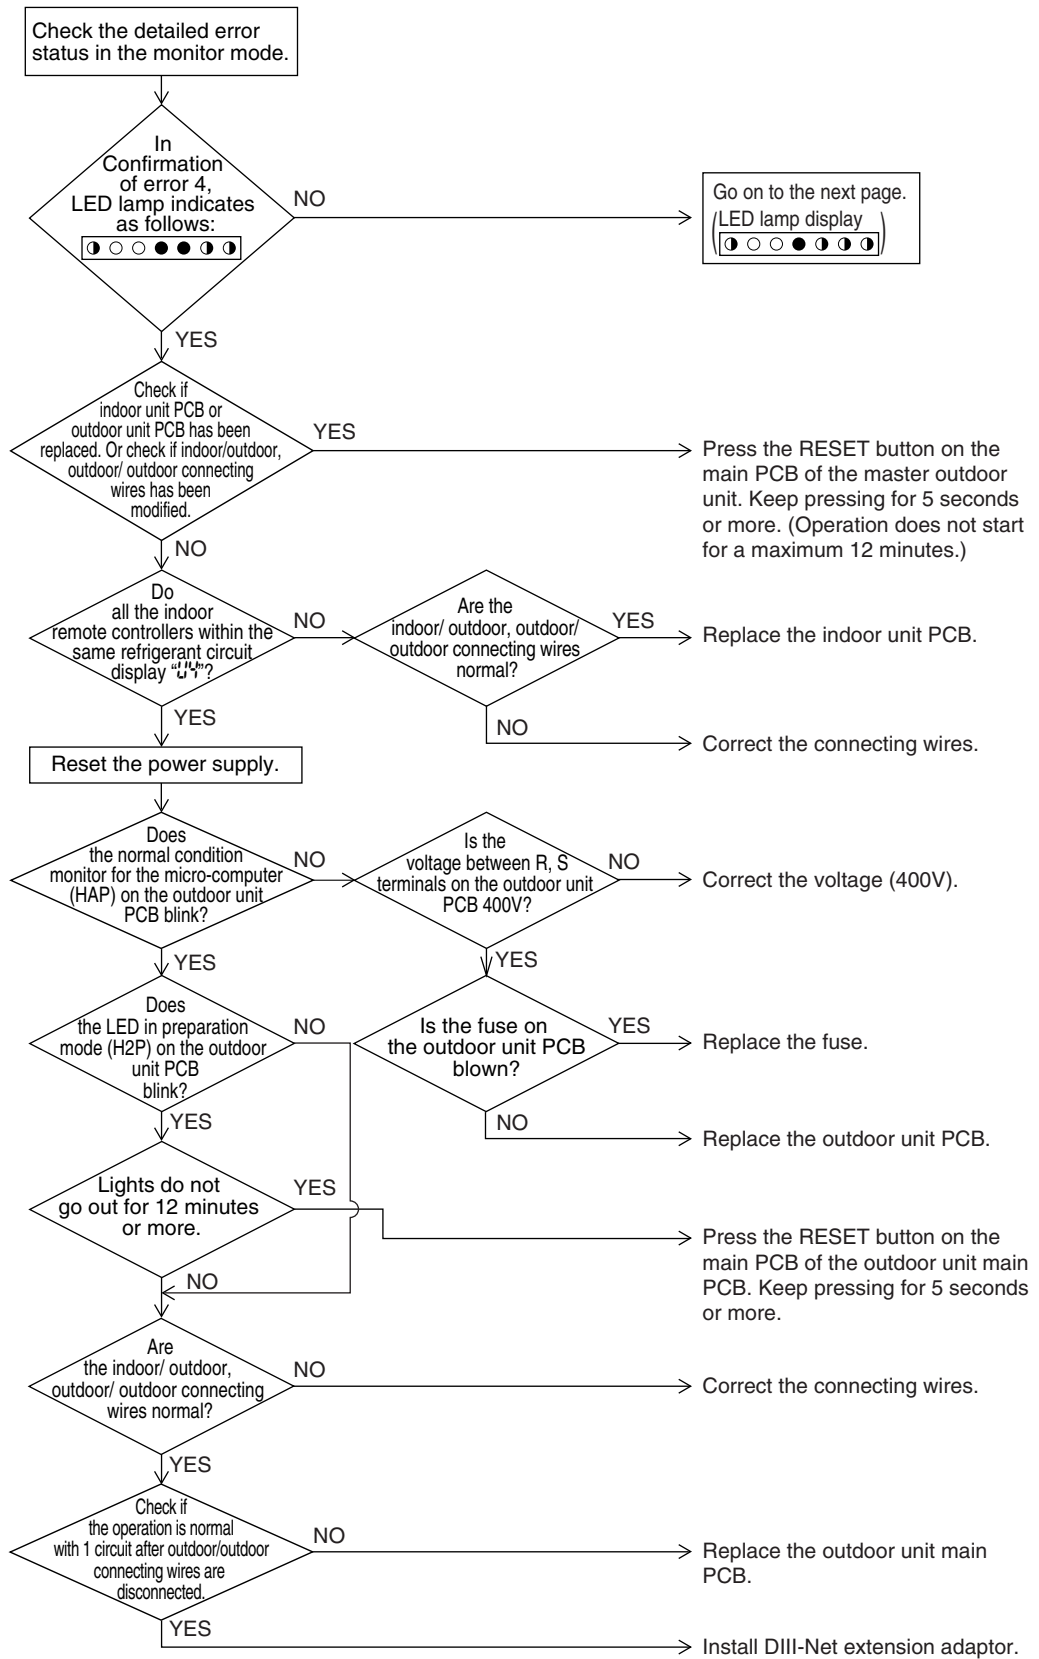 Check the detailed error
status in the monitor mode.
In
Confirmation
of error 4,
LED lamp indicates
as follows:
◑ ○ ○ ● ● ◑ ◑
NO
Go on to the next page.
(LED lamp display
◑ ○ ○ ● ◑ ◑ ◑)
YES
Check if
indoor unit PCB or
outdoor unit PCB has been
replaced. Or check if indoor/outdoor,
outdoor/ outdoor connecting
wires has been
modified.
YES
Press the RESET button on the
main PCB of the master outdoor
unit. Keep pressing for 5 seconds
or more. (Operation does not start
for a maximum 12 minutes.)
NO
Do
all the indoor
remote controllers within the
same refrigerant circuit
display “U4”?
NO
Are the
indoor/ outdoor, outdoor/
outdoor connecting wires
normal?
YES
Replace the indoor unit PCB.
NO
Correct the connecting wires.
YES
Reset the power supply.
Does
the normal condition
monitor for the micro-computer
(HAP) on the outdoor unit
PCB blink?
NO
Is the
voltage between R, S
terminals on the outdoor unit
PCB 400V?
NO
Correct the voltage (400V).
YES
YES
Does
the LED in preparation
mode (H2P) on the outdoor
unit PCB
blink?
NO
Is the fuse on
the outdoor unit PCB
blown?
YES
Replace the fuse.
NO
Replace the outdoor unit PCB.
YES
Lights do not
go out for 12 minutes
or more.
YES
Press the RESET button on the
main PCB of the outdoor unit main
PCB. Keep pressing for 5 seconds
or more.
NO
Are
the indoor/ outdoor,
outdoor/ outdoor connecting
wires normal?
NO
Correct the connecting wires.
YES
Check if
the operation is normal
with 1 circuit after outdoor/outdoor
connecting wires are
disconnected.
NO
Replace the outdoor unit main
PCB.
YES
Install DIII-Net extension adaptor.